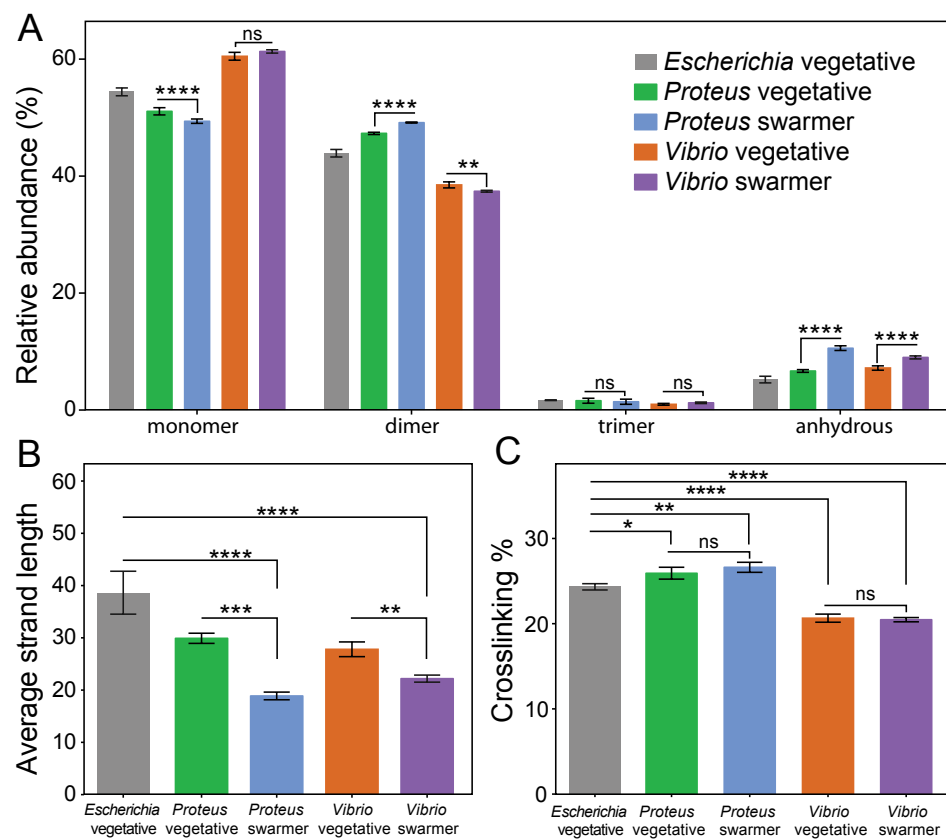 A
Relative abundance (%)
60
40
20
0
ns
****
****
**
ns
ns
****
****
Escherichia vegetative
Proteus vegetative
Proteus swarmer
Vibrio vegetative
Vibrio swarmer
monomer
dimer
trimer
anhydrous
B
Average strand length
60
50
40
30
20
10
0
****
****
***
**
Escherichia
vegetative
Proteus
vegetative
Proteus
swarmer
Vibrio
vegetative
Vibrio
swarmer
C
Crosslinking %
30
20
10
0
****
****
**
*
ns
ns
Escherichia
vegetative
Proteus
vegetative
Proteus
swarmer
Vibrio
vegetative
Vibrio
swarmer